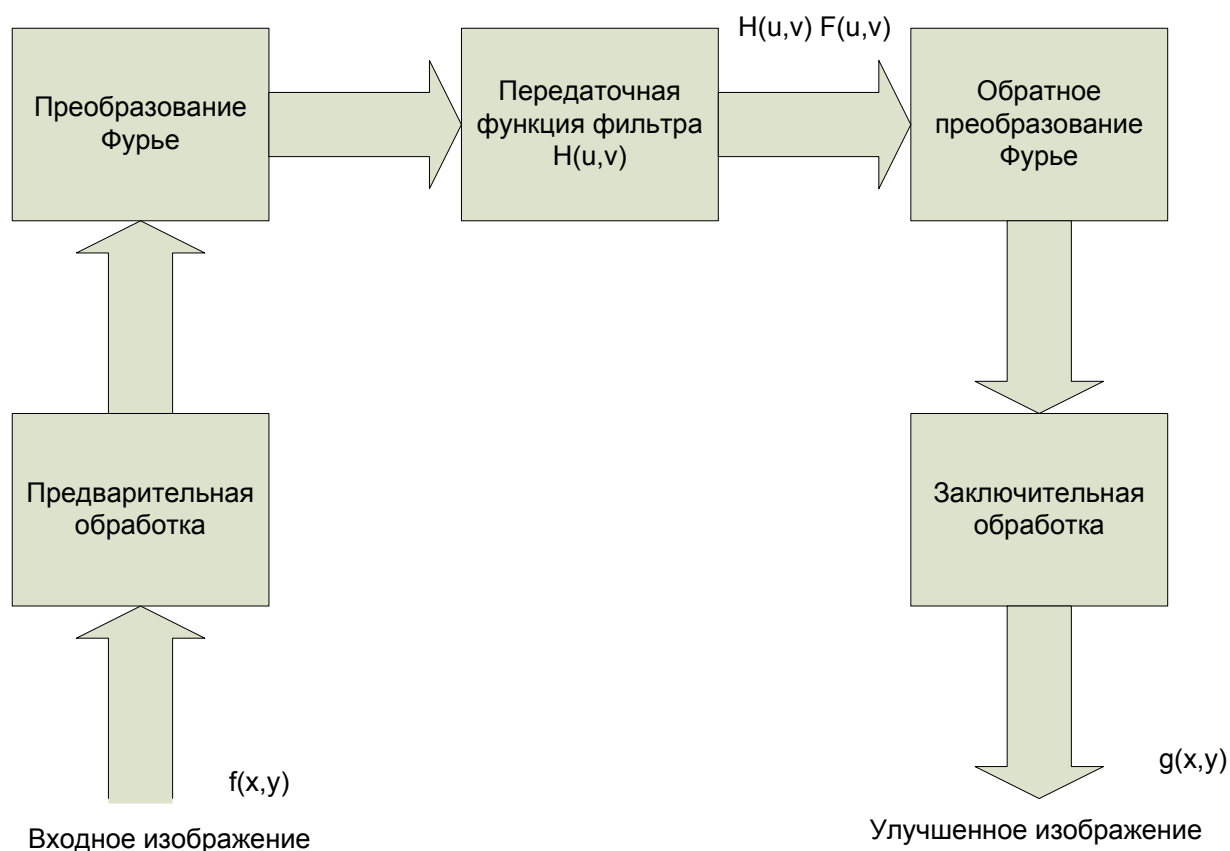 H(u,v) F(u,v)
Преобразование
Фурье
Передаточная
функция фильтра
H(u,v)
Обратное
преобразование
Фурье
Предварительная
обработка
Заключительная
обработка
f(x,y)
Входное изображение
g(x,y)
Улучшенное изображение